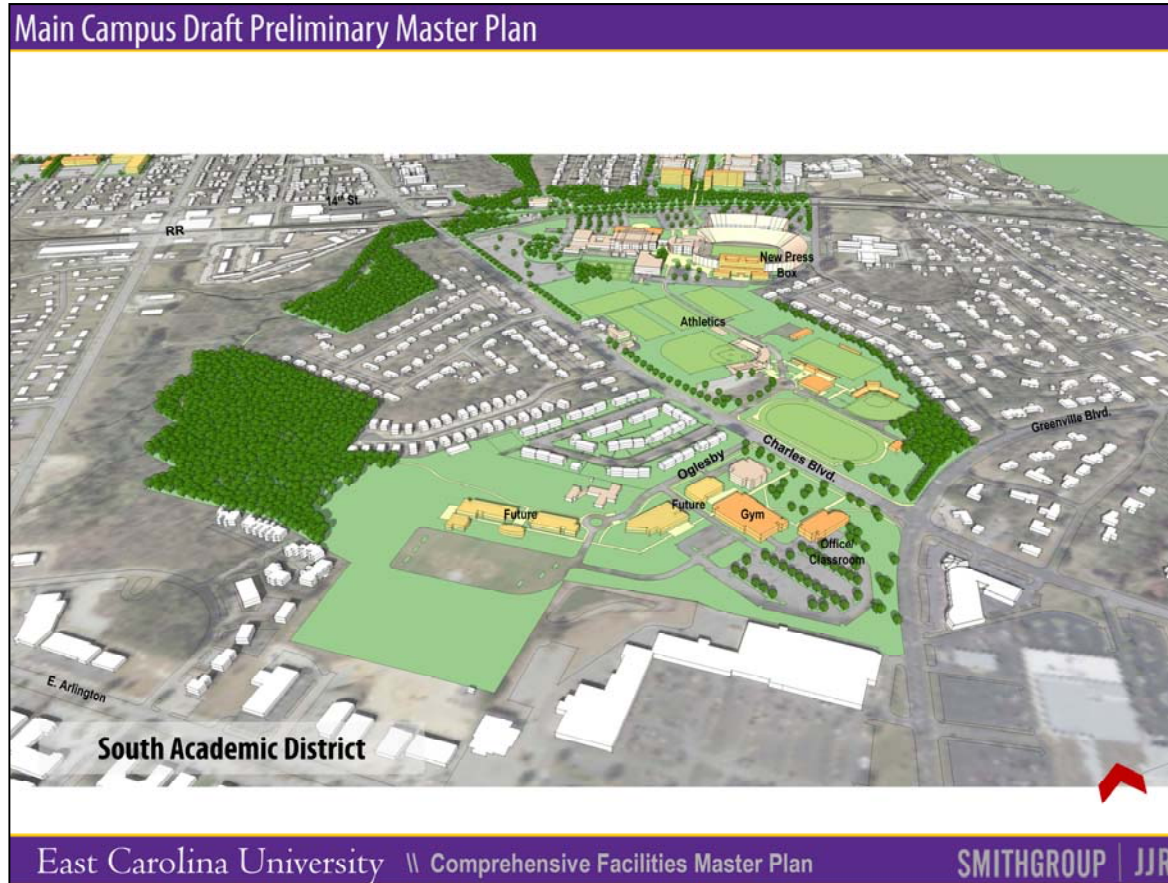 Main Campus Draft Preliminary Master Plan
14th St.
RR
New Press
Box
Athletics
Greenville Blvd.
Charles Blvd.
Oglesby
Future
Future
Gym
Office/
Classroom
E. Arlington
South Academic District
East Carolina University \\ Comprehensive Facilities Master Plan
SMITHGROUP | JJR